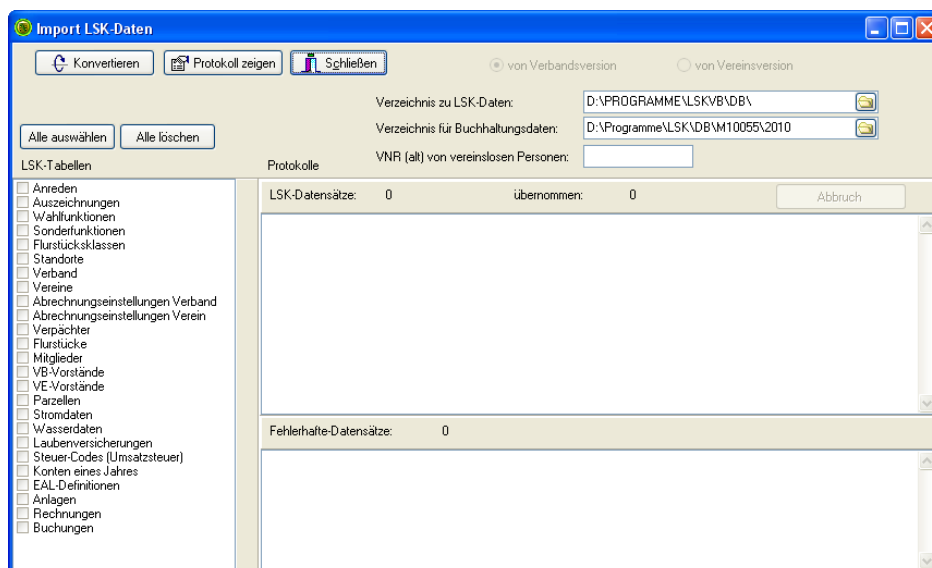 Import LSK-Daten
Konvertieren
Protokoll zeigen
Schließen
von Verbandsversion
von Vereinsversion
Verzeichnis zu LSK-Daten:
D:\PROGRAMME\LSKVB\DB\
Verzeichnis für Buchhaltungsdaten:
D:\Programme\LSK\DB\M10055\2010
Alle auswählen
Alle löschen
VNR (alt) von vereinslosen Personen:
LSK-Tabellen
Protokolle
LSK-Datensätze: 0 übernommen: 0
Abbruch
Anreden
Auszeichnungen
Wahlfunktionen
Sonderfunktionen
Flurstücksklassen
Standorte
Verband
Vereine
Abrechnungseinstellungen Verband
Abrechnungseinstellungen Verein
Verpächter
Flurstücke
Mitglieder
VB-Vorstände
VE-Vorstände
Parzellen
Stromdaten
Wasserdaten
Laubenversicherungen
Steuer-Codes (Umsatzsteuer)
Konten eines Jahres
EAL-Definitionen
Anlagen
Rechnungen
Buchungen
Fehlerhafte-Datensätze: 0